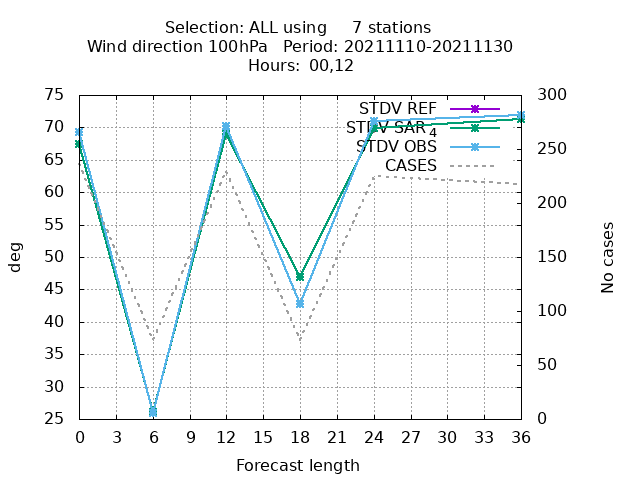 Selection: ALL using     7 stations
Wind direction 100hPa   Period: 20211110-20211130
Hours: 00,12
75
70
65
60
55
50
45
40
35
30
25
deg
300
250
200
150
100
50
0
No cases
STDV REF
STDV SAR4
STDV OBS
CASES
0 3 6 9 12 15 18 21 24 27 30 33 36
Forecast length